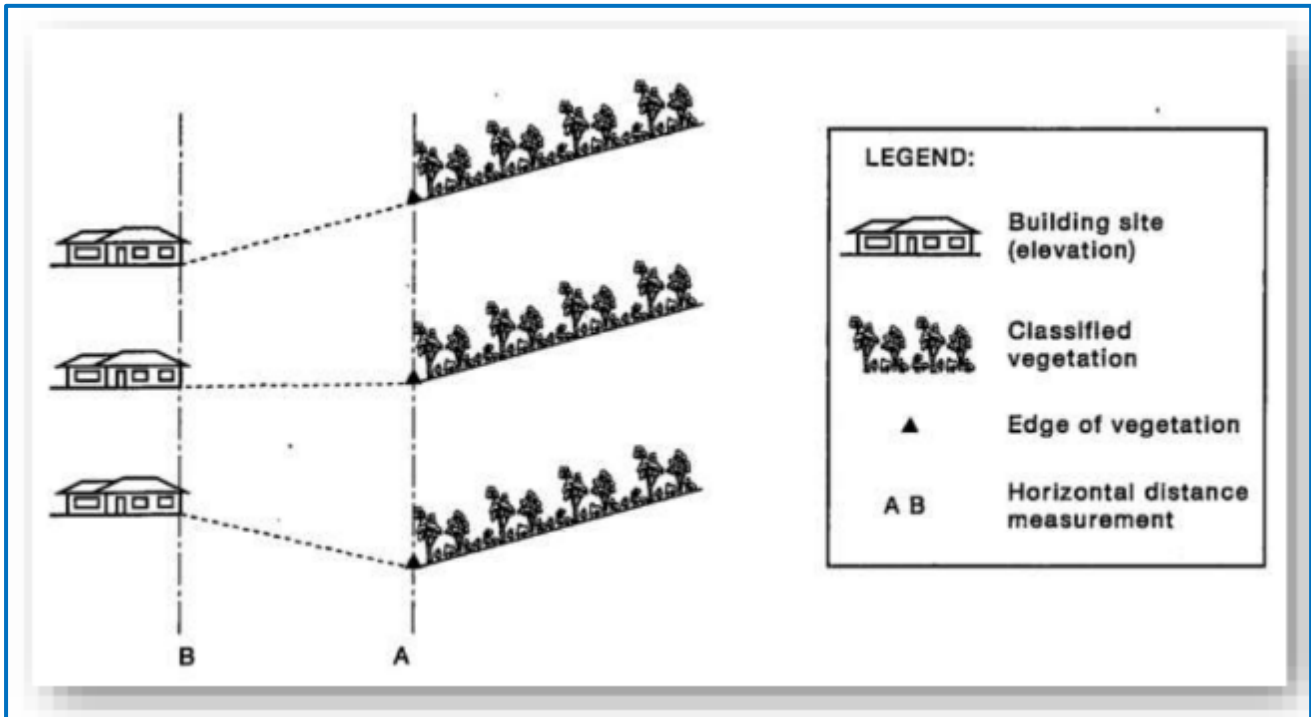 LEGEND:
Building site
(elevation)
Classified
vegetation
Edge of vegetation
A B
Horizontal distance
measurement
B
A